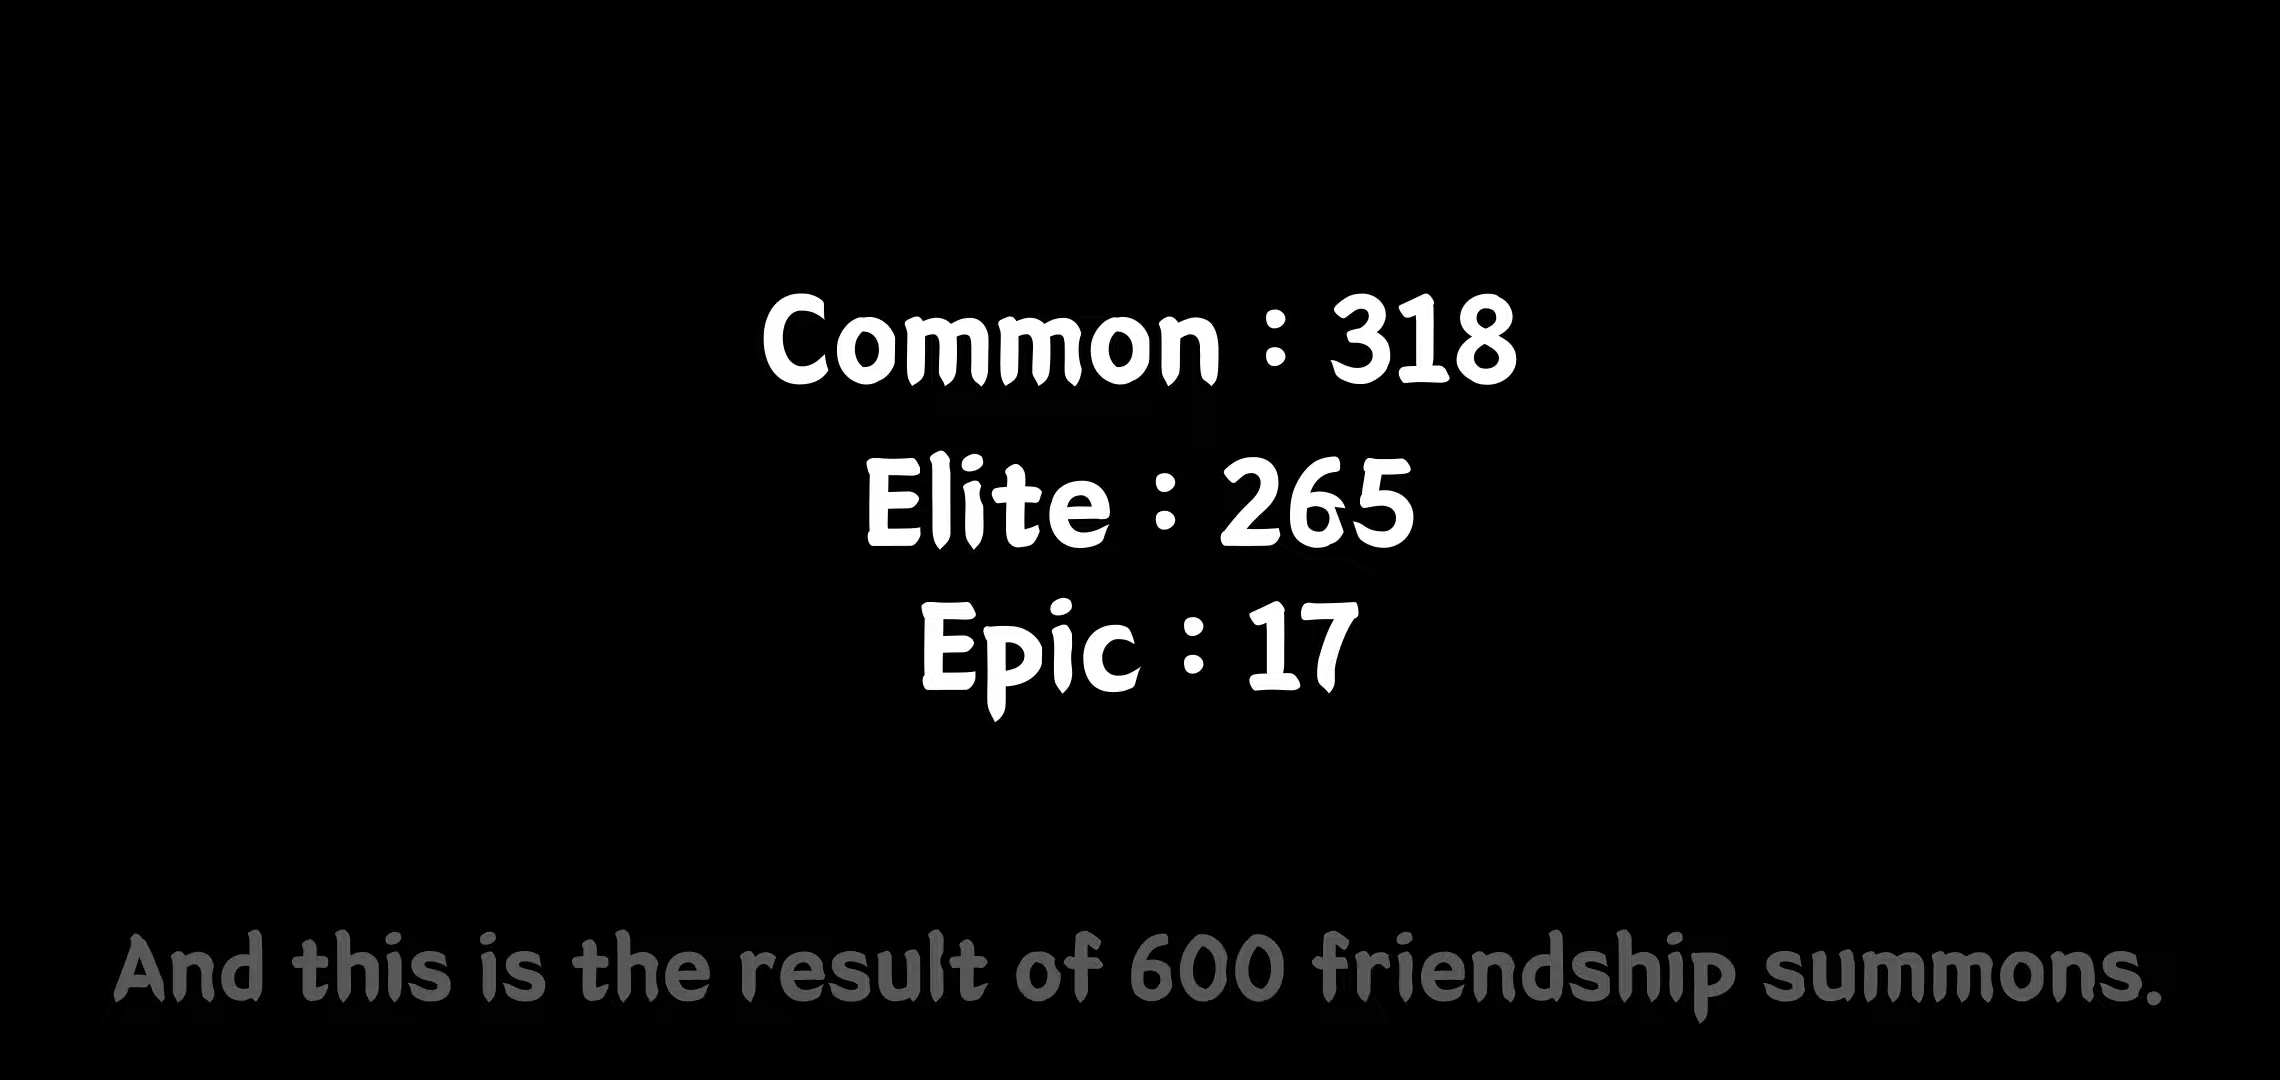 Common : 318
Elite : 265
Epic : 17
And this is the result of 600 friendship summons.